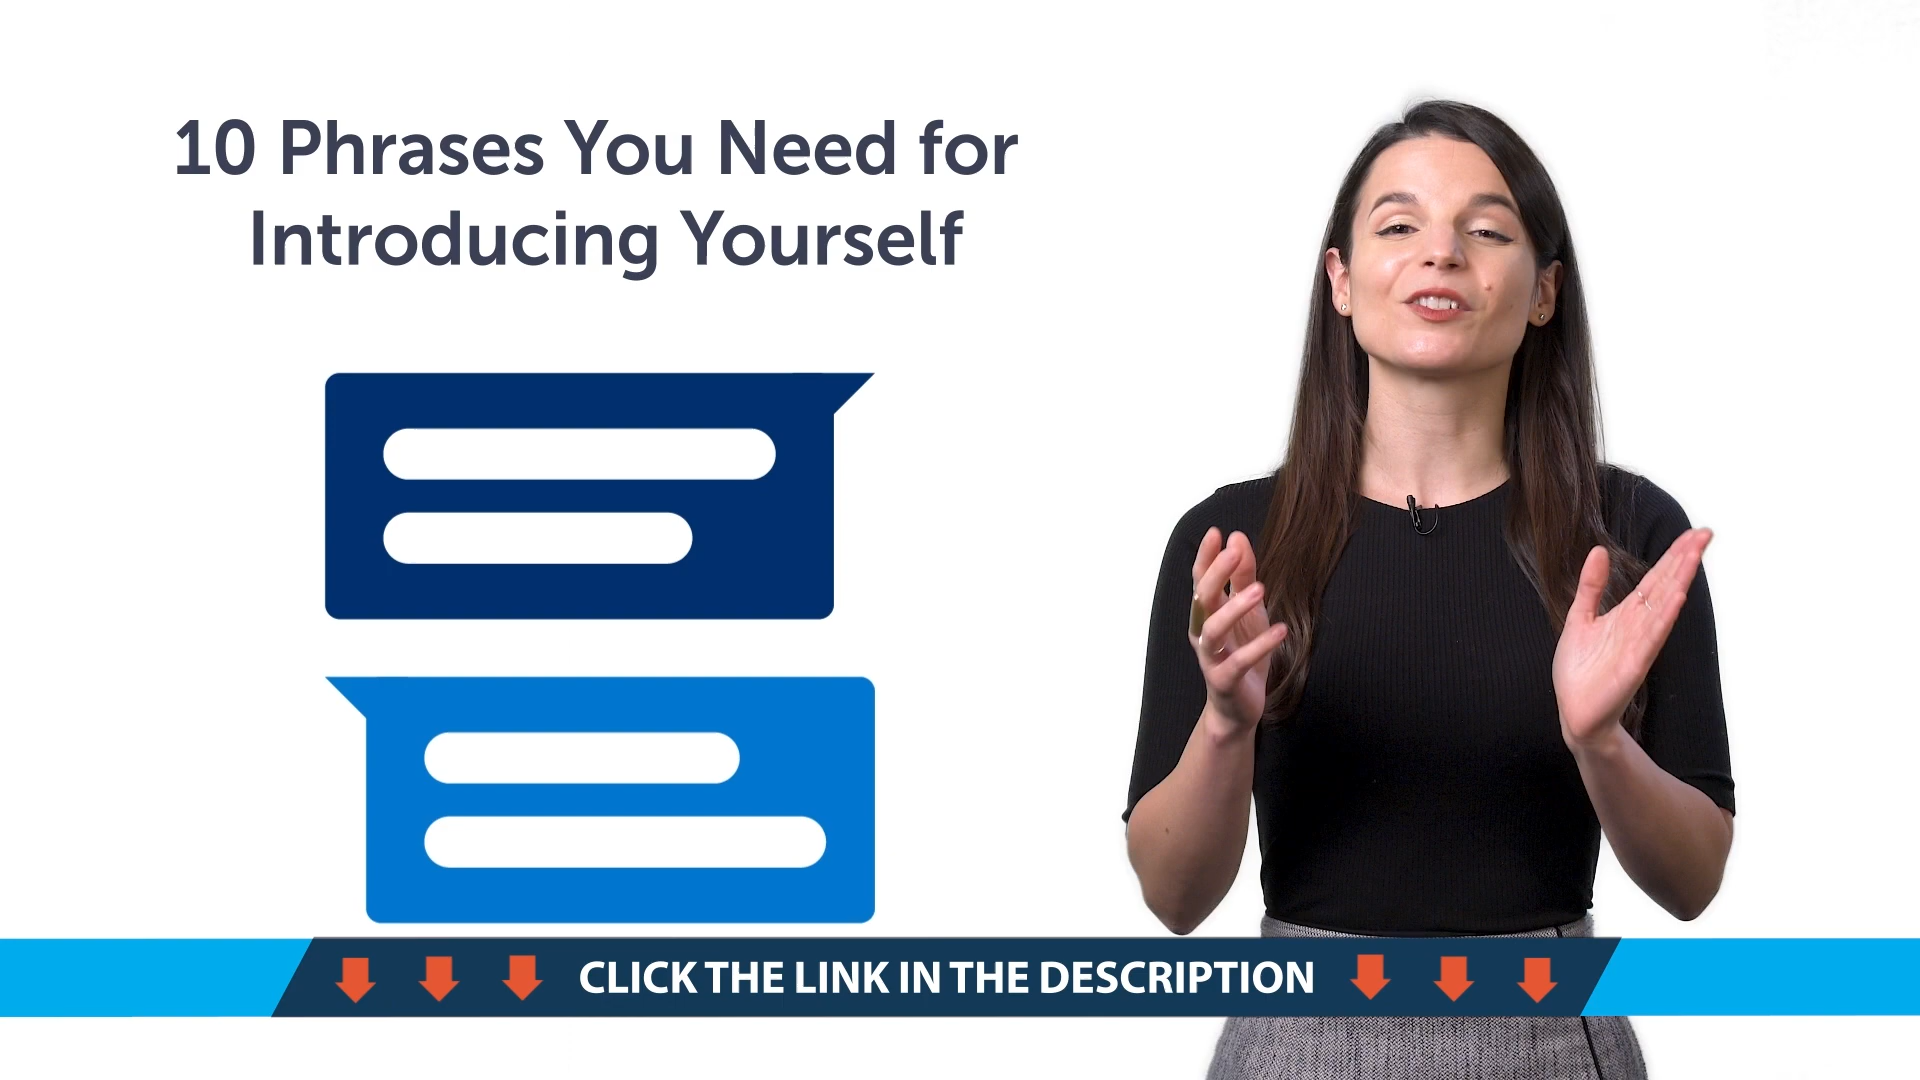 10 Phrases You Need for
Introducing Yourself
CLICK THE LINK IN THE DESCRIPTION